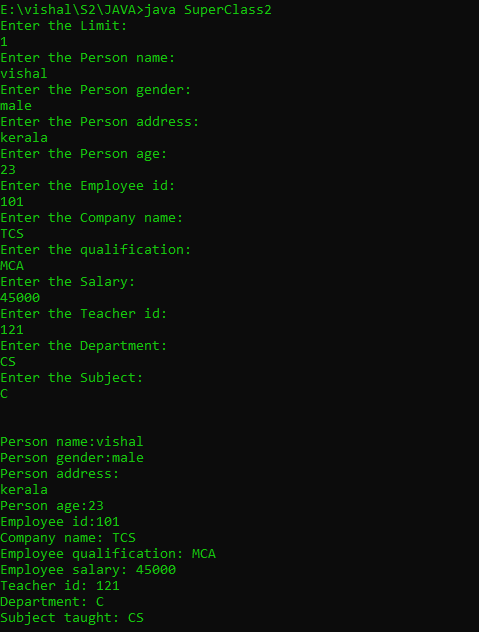 E:\vishal\S2\JAVA>java SuperClass2
Enter the Limit:
1
Enter the Person name:
vishal
Enter the Person gender:
male
Enter the Person address:
kerala
Enter the Person age:
23
Enter the Employee id:
101
Enter the Company name:
TCS
Enter the qualification:
MCA
Enter the Salary:
45000
Enter the Teacher id:
121
Enter the Department:
CS
Enter the Subject:
C
Person name:vishal
Person gender:male
Person address:
kerala
Person age:23
Employee id:101
Company name: TCS
Employee qualification: MCA
Employee salary: 45000
Teacher id: 121
Department: C
Subject taught: CS